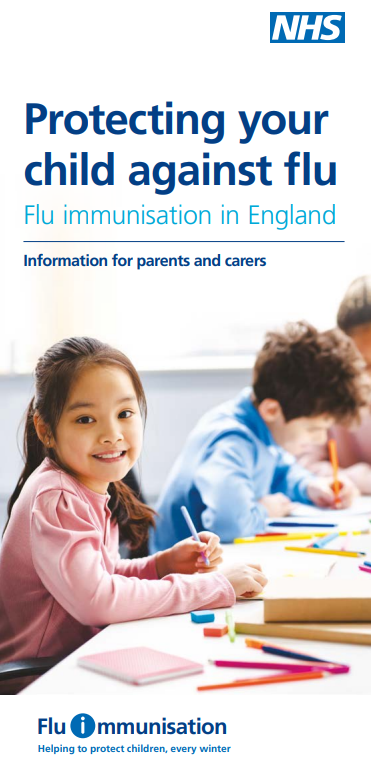 NHS
Protecting your
child against flu
Flu immunisation in England
Information for parents and carers
Flu immunisation
Helping to protect children, every winter